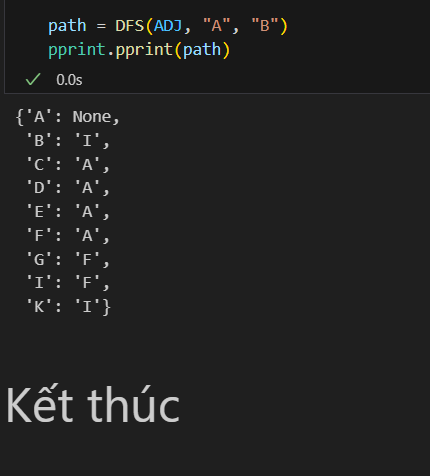 path = DFS(ADJ, "A", "B")
pprint.pprint(path)
0.0s
{'A': None,
'B': 'I',
'C': 'A',
'D': 'A',
'E': 'A',
'F': 'A',
'G': 'F',
'I': 'F',
'K': 'I'}
Kết thúc